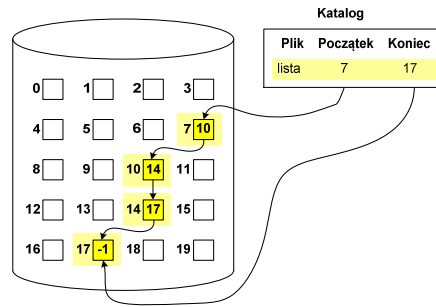 Katalog
Plik Początek Koniec
lista 7 17
0 1 2 3
4 5 6 7 10
8 9 10 14 11
12 13 14 17 15
16 17 -1 18 19